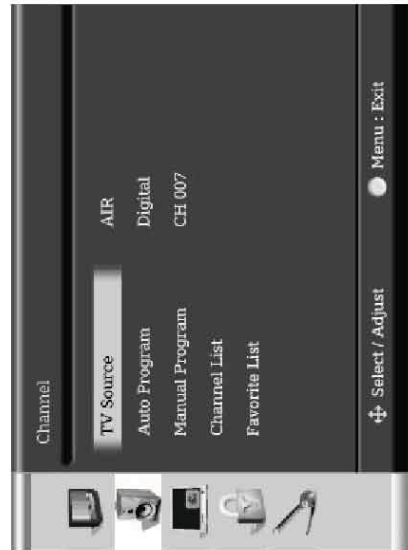 Channel
TV Source AIR
Auto Program Digital
Manual Program CH 007
Channel List
Favorite List
Select / Adjust Menu : Exit